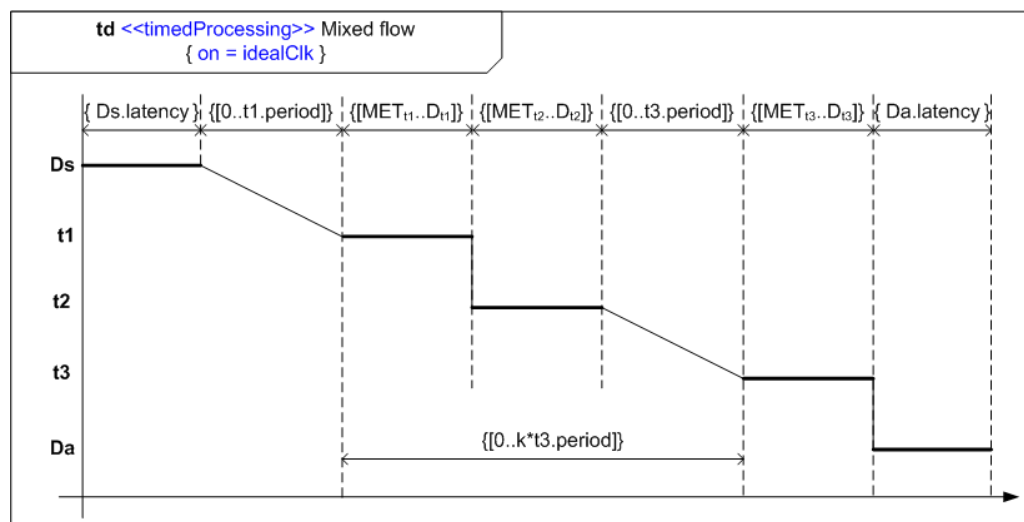 td <<timedProcessing>> Mixed flow
{ on = idealClk }
{ Ds.latency } {[0..t1.period]} {[METt1..Dt1]} {[METt2..Dt2]} {[0..t3.period]} {[METt3..Dt3]} { Da.latency }
Ds
t1
t2
t3
{[0..k*t3.period]}
Da